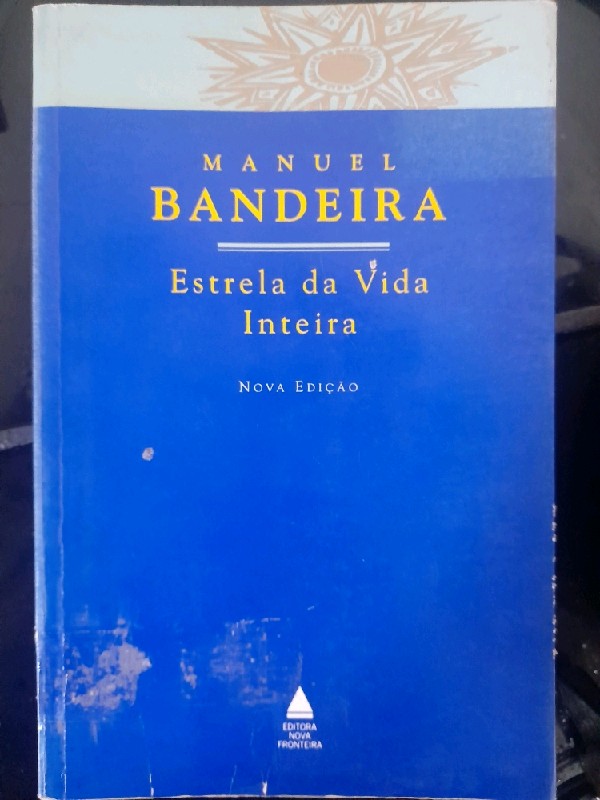 MANUEL
BANDEIRA
Estrela da Vida
Inteira
NOVA EDIÇÃO
EDITORA
NOVA
FRONTEIRA